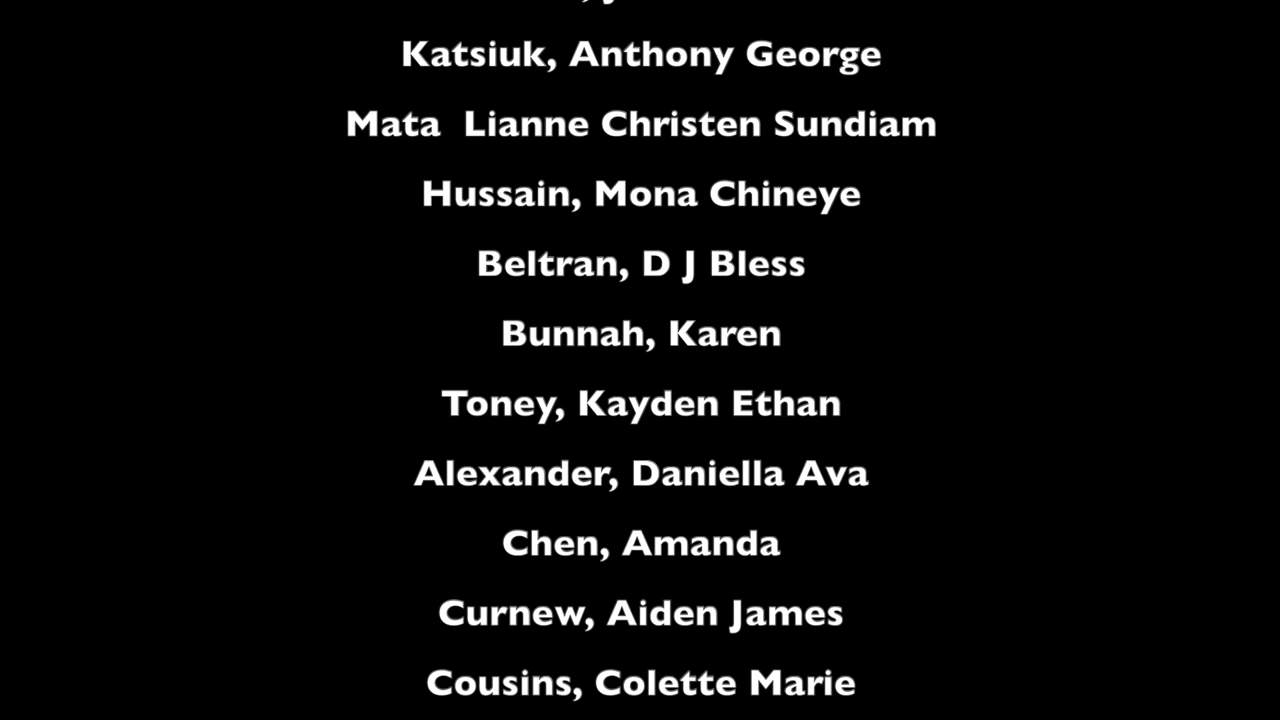 Katsiuk, Anthony George
Mata  Lianne Christen Sundiam
Hussain, Mona Chineye
Beltran, D J Bless
Bunnah, Karen
Toney, Kayden Ethan
Alexander, Daniella Ava
Chen, Amanda
Curnew, Aiden James
Cousins, Colette Marie